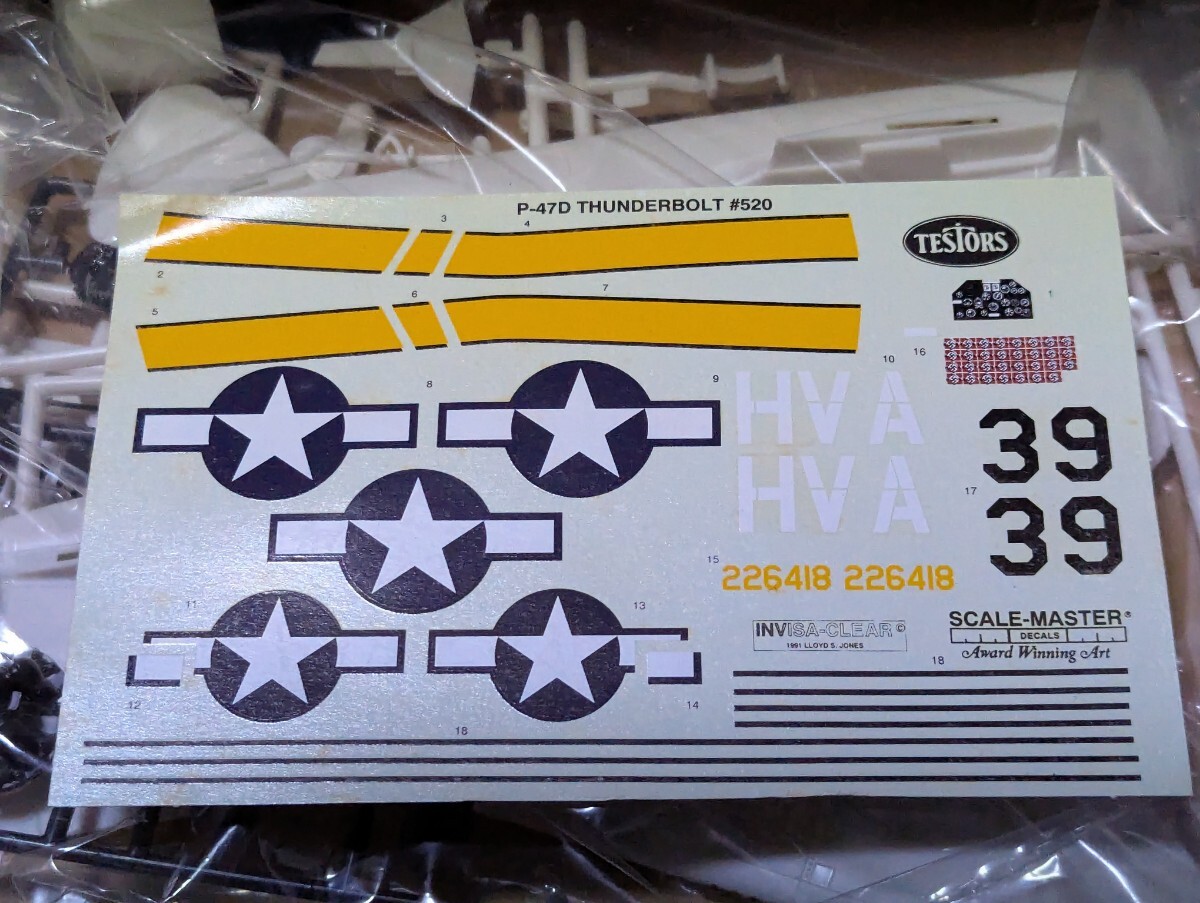 P-47D THUNDERBOLT #520
TESTORS
3
4
2
1
6
7
5
16
10
8
9
HVA
HVA
39
39
17
15
226418 226418
11
13
INVISA-CLEAR ©
1991 LLOYD S. JONES
SCALE-MASTER®
DECALS
Award Winning Art
18
12
14
18